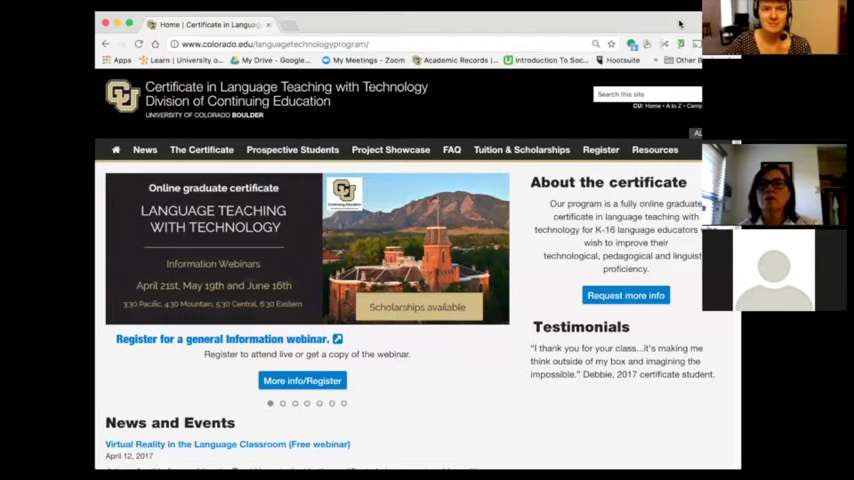 Home | Certificate in Langua
www.colorado.edu/languagetechnologyprogram/
Apps
Learn | University o...
My Drive - Google...
My Meetings - Zoom
Academic Records |...
Introduction To Soc...
Hootsuite
Other B
CU
Certificate in Language Teaching with Technology
Division of Continuing Education
UNIVERSITY OF COLORADO BOULDER
Search this site
CU: Home • A to Z • Camp
News
The Certificate
Prospective Students
Project Showcase
FAQ
Tuition & Scholarships
Register
Resources
Online graduate certificate
LANGUAGE TEACHING
WITH TECHNOLOGY
Information Webinars
April 21st, May 19th and June 16th
3:30 Pacific, 4:30 Mountain, 5:30 Central, 6:30 Eastern
Continuing Education
Scholarships available
Register for a general Information webinar.
Register to attend live or get a copy of the webinar.
More info/Register
About the certificate
Our program is a fully online graduate
certificate in language teaching with
technology for K-16 language educators
wish to improve their
technological, pedagogical and linguist
proficiency.
Request more info
Testimonials
“I thank you for your class...it's making me
think outside of my box and imagining the
impossible.” Debbie, 2017 certificate student.
News and Events
Virtual Reality in the Language Classroom (Free webinar)
April 12, 2017